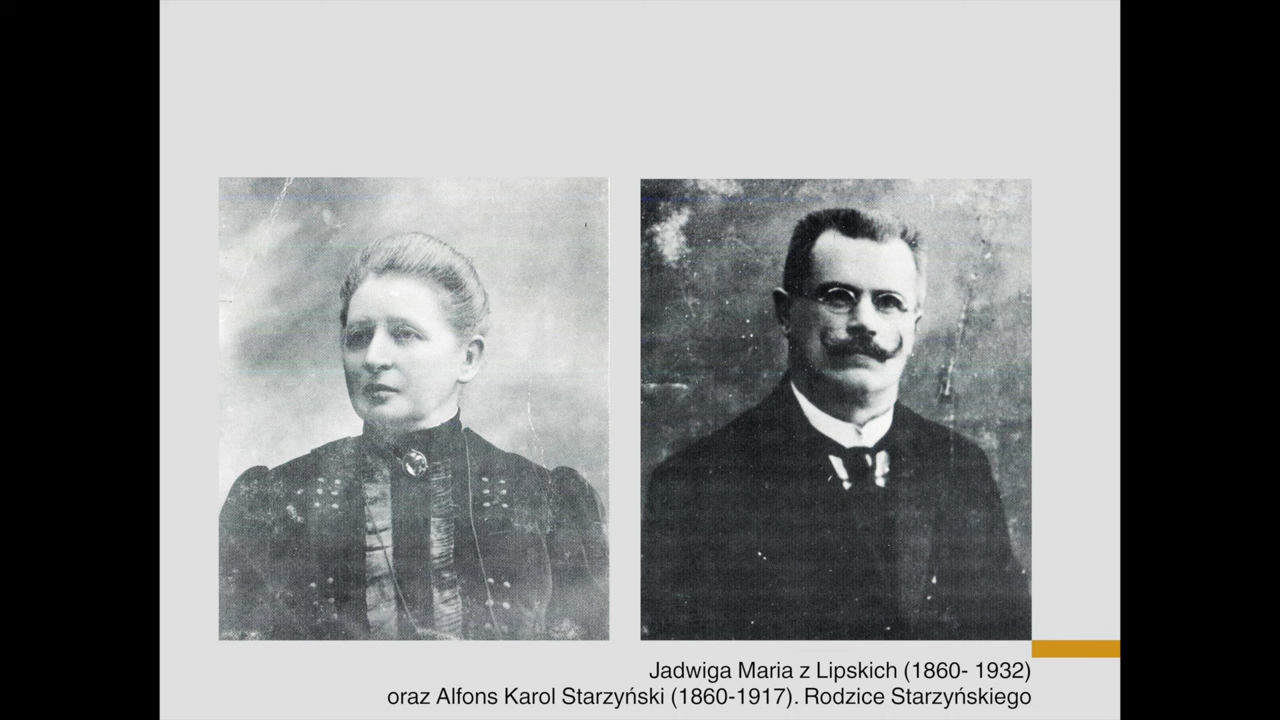 Jadwiga Maria z Lipskich (1860- 1932)
oraz Alfons Karol Starzyński (1860-1917). Rodzice Starzyńskiego